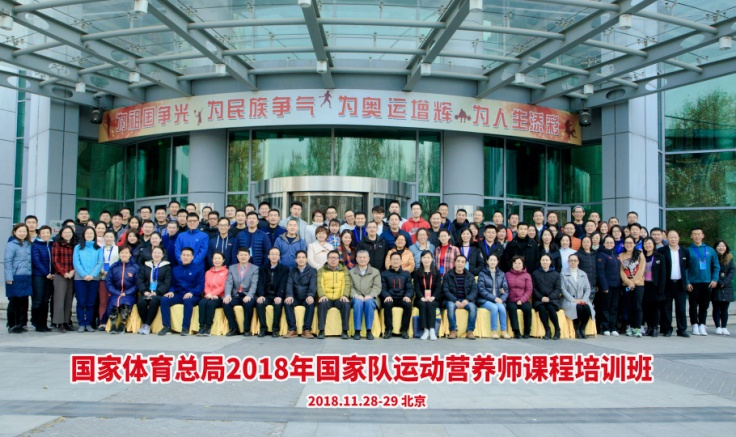 为祖国争光 为民族争气 为奥运增辉 为人生添彩
国家体育总局2018年国家队运动营养师课程培训班
2018.11.28-29 北京